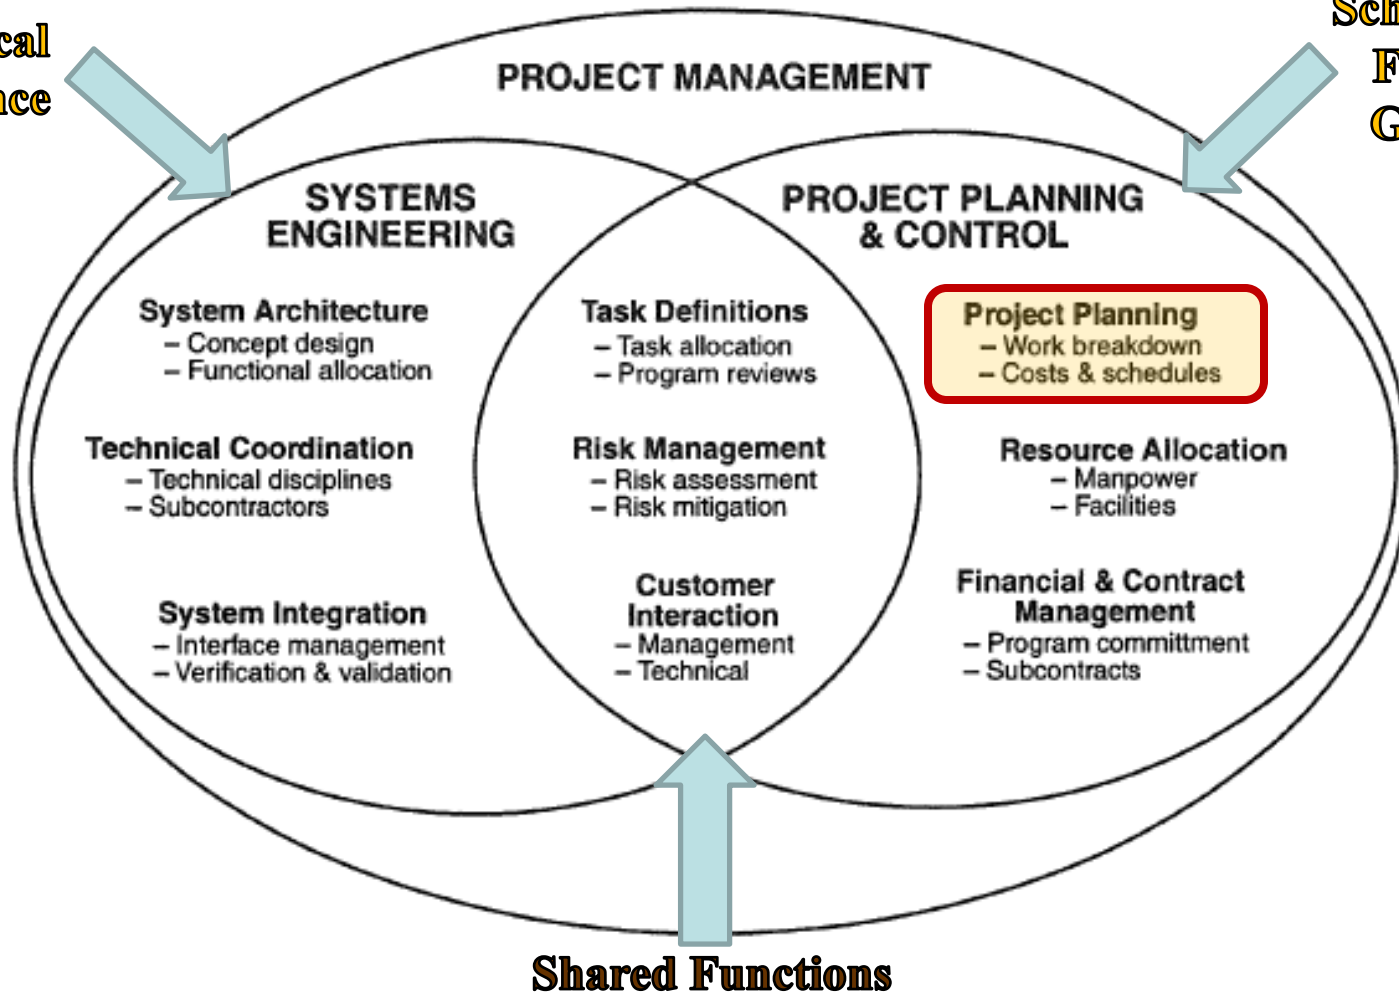 PROJECT MANAGEMENT
SYSTEMS
ENGINEERING
System Architecture
– Concept design
– Functional allocation
Technical Coordination
– Technical disciplines
– Subcontractors
System Integration
– Interface management
– Verification & validation
Task Definitions
– Task allocation
– Program reviews
Risk Management
– Risk assessment
– Risk mitigation
Customer
Interaction
– Management
– Technical
PROJECT PLANNING
& CONTROL
Project Planning
– Work breakdown
– Costs & schedules
Resource Allocation
– Manpower
– Facilities
Financial & Contract
Management
– Program committment
– Subcontracts
Shared Functions